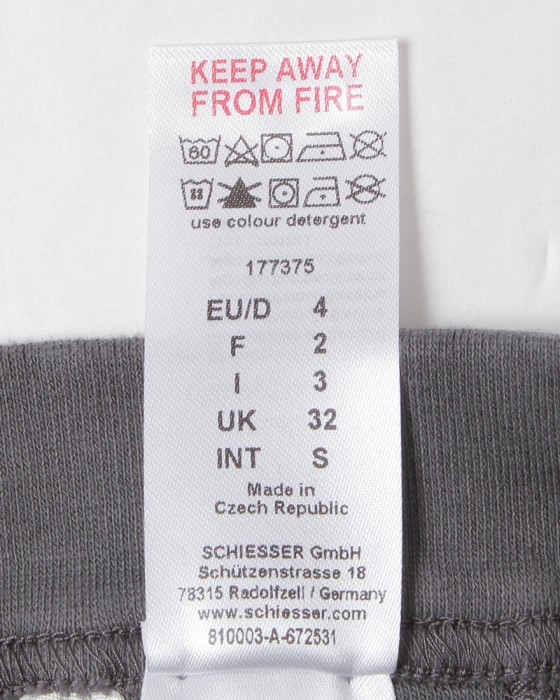 KEEP AWAY
FROM FIRE
60
use colour detergent
177375
EU/D 4
F 2
I 3
UK 32
INT S
Made in
Czech Republic
SCHIESSER GmbH
Schützenstrasse 18
78315 Radolfzell / Germany
www.schiesser.com
810003-A-672531